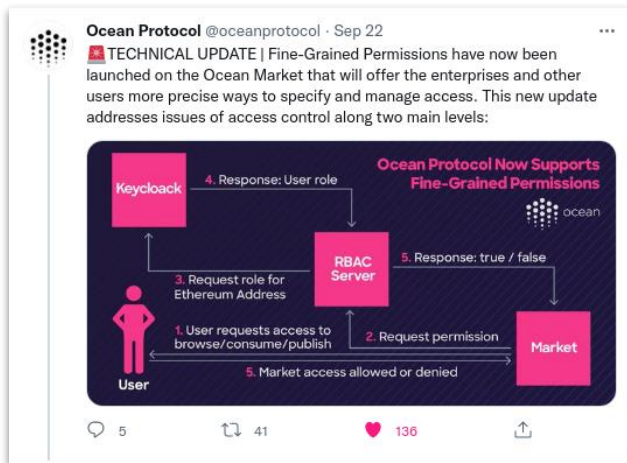 Ocean Protocol @oceanprotocol · Sep 22
🚨TECHNICAL UPDATE | Fine-Grained Permissions have now been
launched on the Ocean Market that will offer the enterprises and other
users more precise ways to specify and manage access. This new update
addresses issues of access control along two main levels:
Ocean Protocol Now Supports
Fine-Grained Permissions
ocean
Keycloack
4. Response: User role
RBAC
Server
5. Response: true / false
3. Request role for
Ethereum Address
1. User requests access to
browse/consume/publish
2. Request permission
Market
5. Market access allowed or denied
User
5
41
136